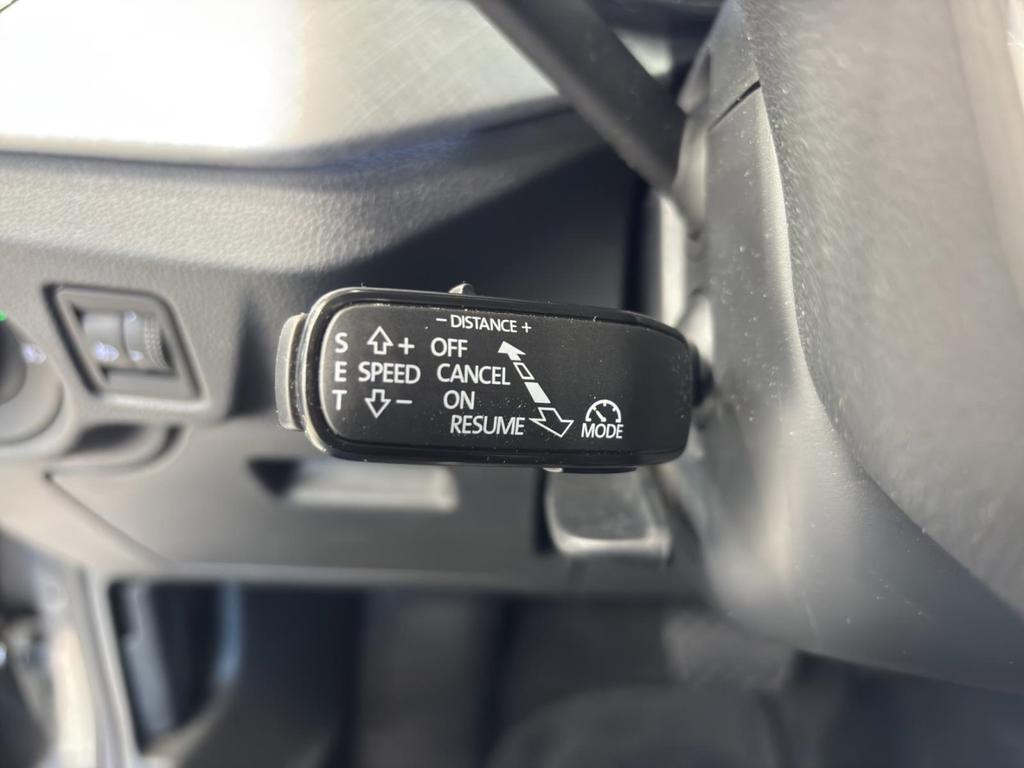 − DISTANCE +
S + OFF
E SPEED CANCEL
T − ON
RESUME
MODE